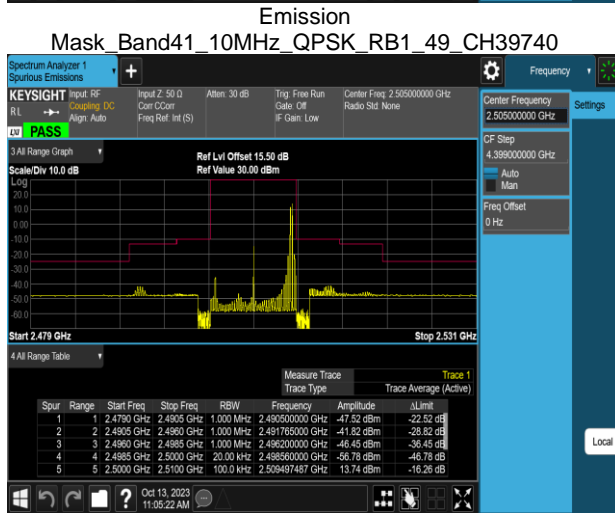 Emission
Mask_Band41_10MHz_QPSK_RB1_49_CH39740
Spectrum Analyzer 1
Spurious Emissions
+
Frequency
KEYSIGHT Input: RF Input Z: 50 Ω Atten: 30 dB Trig: Free Run Center Freq: 2.505000000 GHz
RL Coupling: DC Corr CCorr Gate: Off Radio Std: None
Align: Auto Freq Ref: Int (S) IF Gain: Low
LXI PASS
Center Frequency
2.505000000 GHz
Settings
CF Step
4.399000000 GHz
Auto
Man
Freq Offset
0 Hz
Local
3 All Range Graph
Ref Lvl Offset 15.50 dB
Scale/Div 10.0 dB Ref Value 30.00 dBm
Log
20.0
10.0
0.00
-10.0
-20.0
-30.0
-40.0
-50.0
-60.0
Start 2.479 GHz Stop 2.531 GHz
4 All Range Table
Measure Trace Trace 1
Trace Type Trace Average (Active)
Spur Range Start Freq Stop Freq RBW Frequency Amplitude ΔLimit
1 1 2.4790 GHz 2.4905 GHz 1.000 MHz 2.490500000 GHz -47.52 dBm -22.52 dB
2 2 2.4905 GHz 2.4960 GHz 1.000 MHz 2.491765000 GHz -41.82 dBm -28.82 dB
3 3 2.4960 GHz 2.4985 GHz 1.000 MHz 2.496200000 GHz -46.45 dBm -36.45 dB
4 4 2.4985 GHz 2.5000 GHz 20.00 kHz 2.498560000 GHz -56.78 dBm -46.78 dB
5 5 2.5000 GHz 2.5100 GHz 100.0 kHz 2.509497487 GHz 13.74 dBm -16.26 dB
? Oct 13, 2023
11:05:22 AM